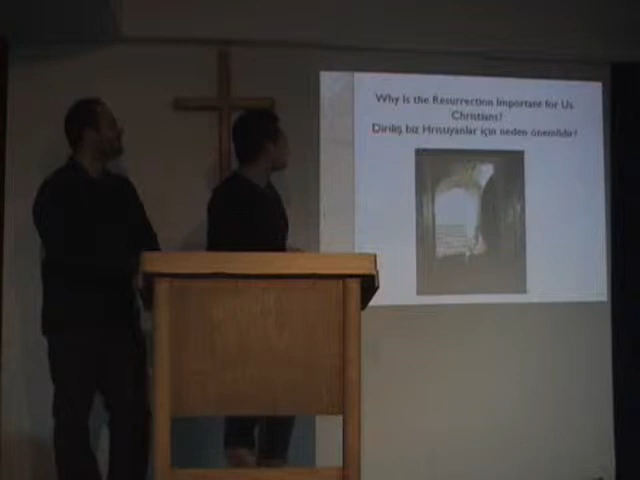 Why Is the Resurrection Important for Us
Christians?
Diriliş biz Hristiyanlar için neden önemlidir?